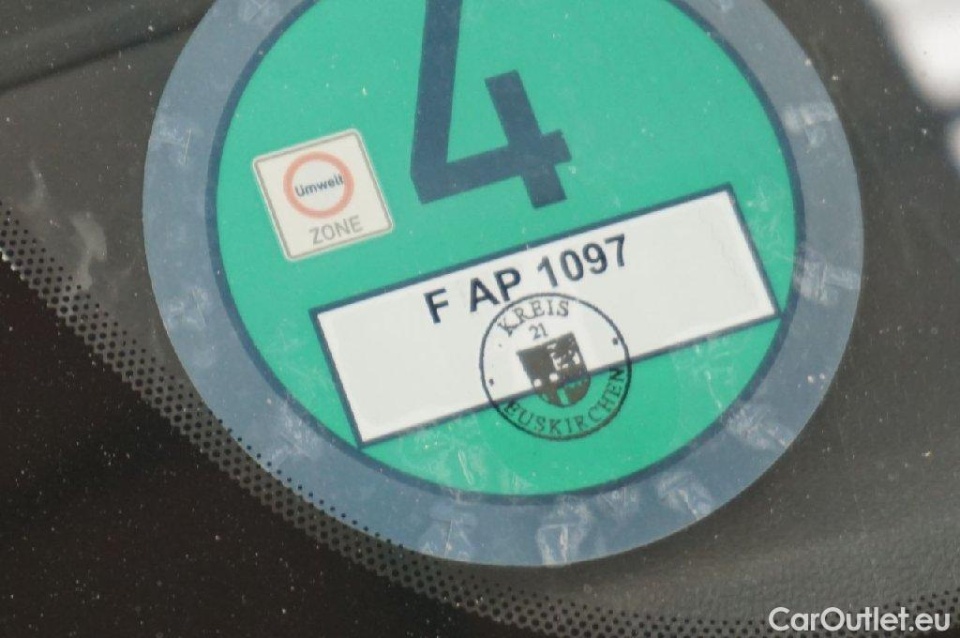 4
Umwelt
ZONE
F AP 1097
KREIS
21
EUSKIRCHEN
CarOutlet.eu